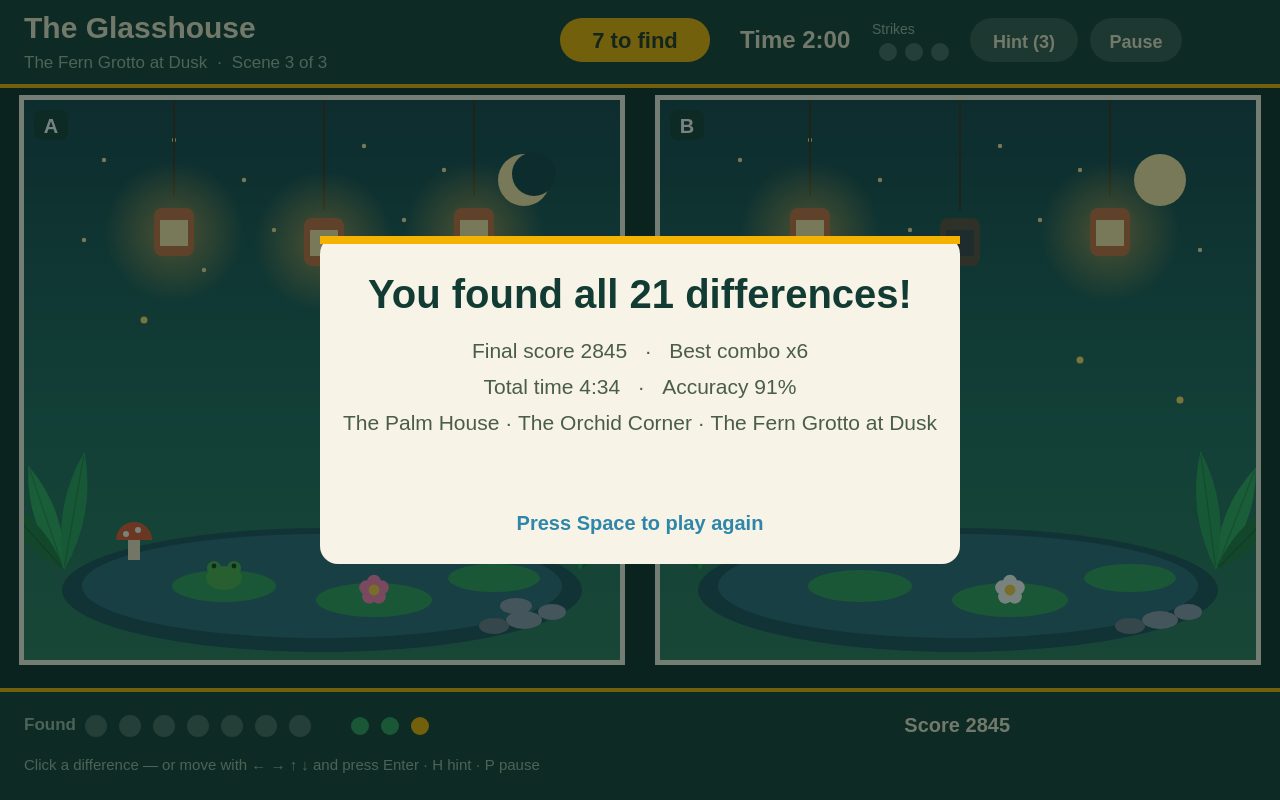 The Glasshouse
The Fern Grotto at Dusk · Scene 3 of 3
7 to find
Time 2:00
Strikes
Hint (3)
Pause
A
B
You found all 21 differences!
Final score 2845 · Best combo x6
Total time 4:34 · Accuracy 91%
The Palm House · The Orchid Corner · The Fern Grotto at Dusk
Press Space to play again
Found
Score 2845
Click a difference — or move with ← → ↑ ↓ and press Enter · H hint · P pause